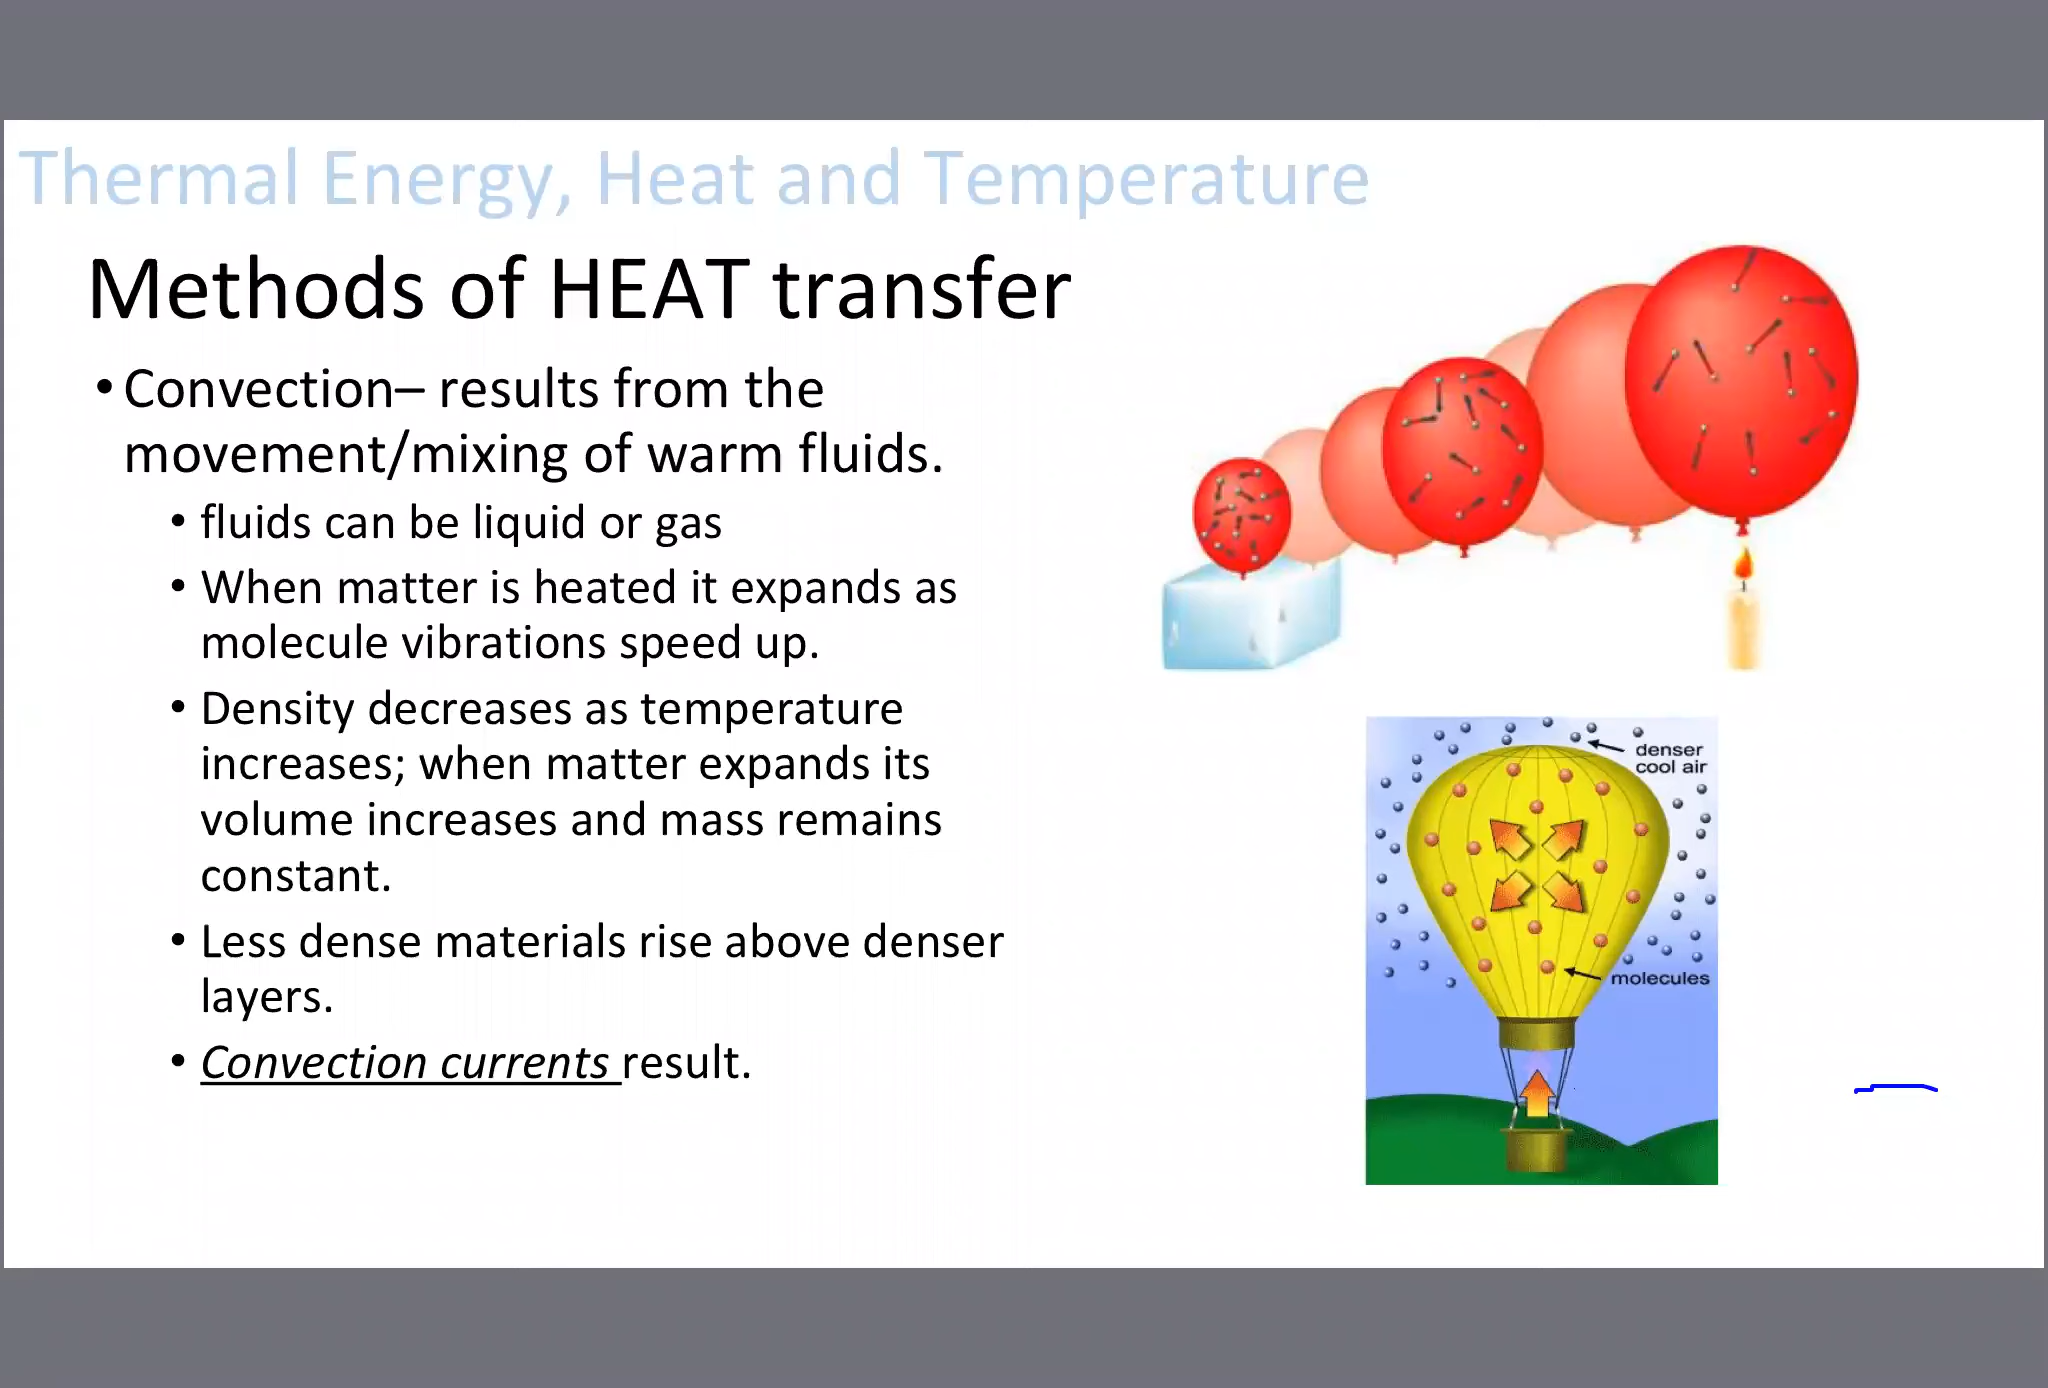 Thermal Energy, Heat and Temperature
Methods of HEAT transfer
• Convection– results from the
movement/mixing of warm fluids.
• fluids can be liquid or gas
• When matter is heated it expands as
molecule vibrations speed up.
• Density decreases as temperature
increases; when matter expands its
volume increases and mass remains
constant.
• Less dense materials rise above denser
layers.
• Convection currents result.
denser
cool air
molecules